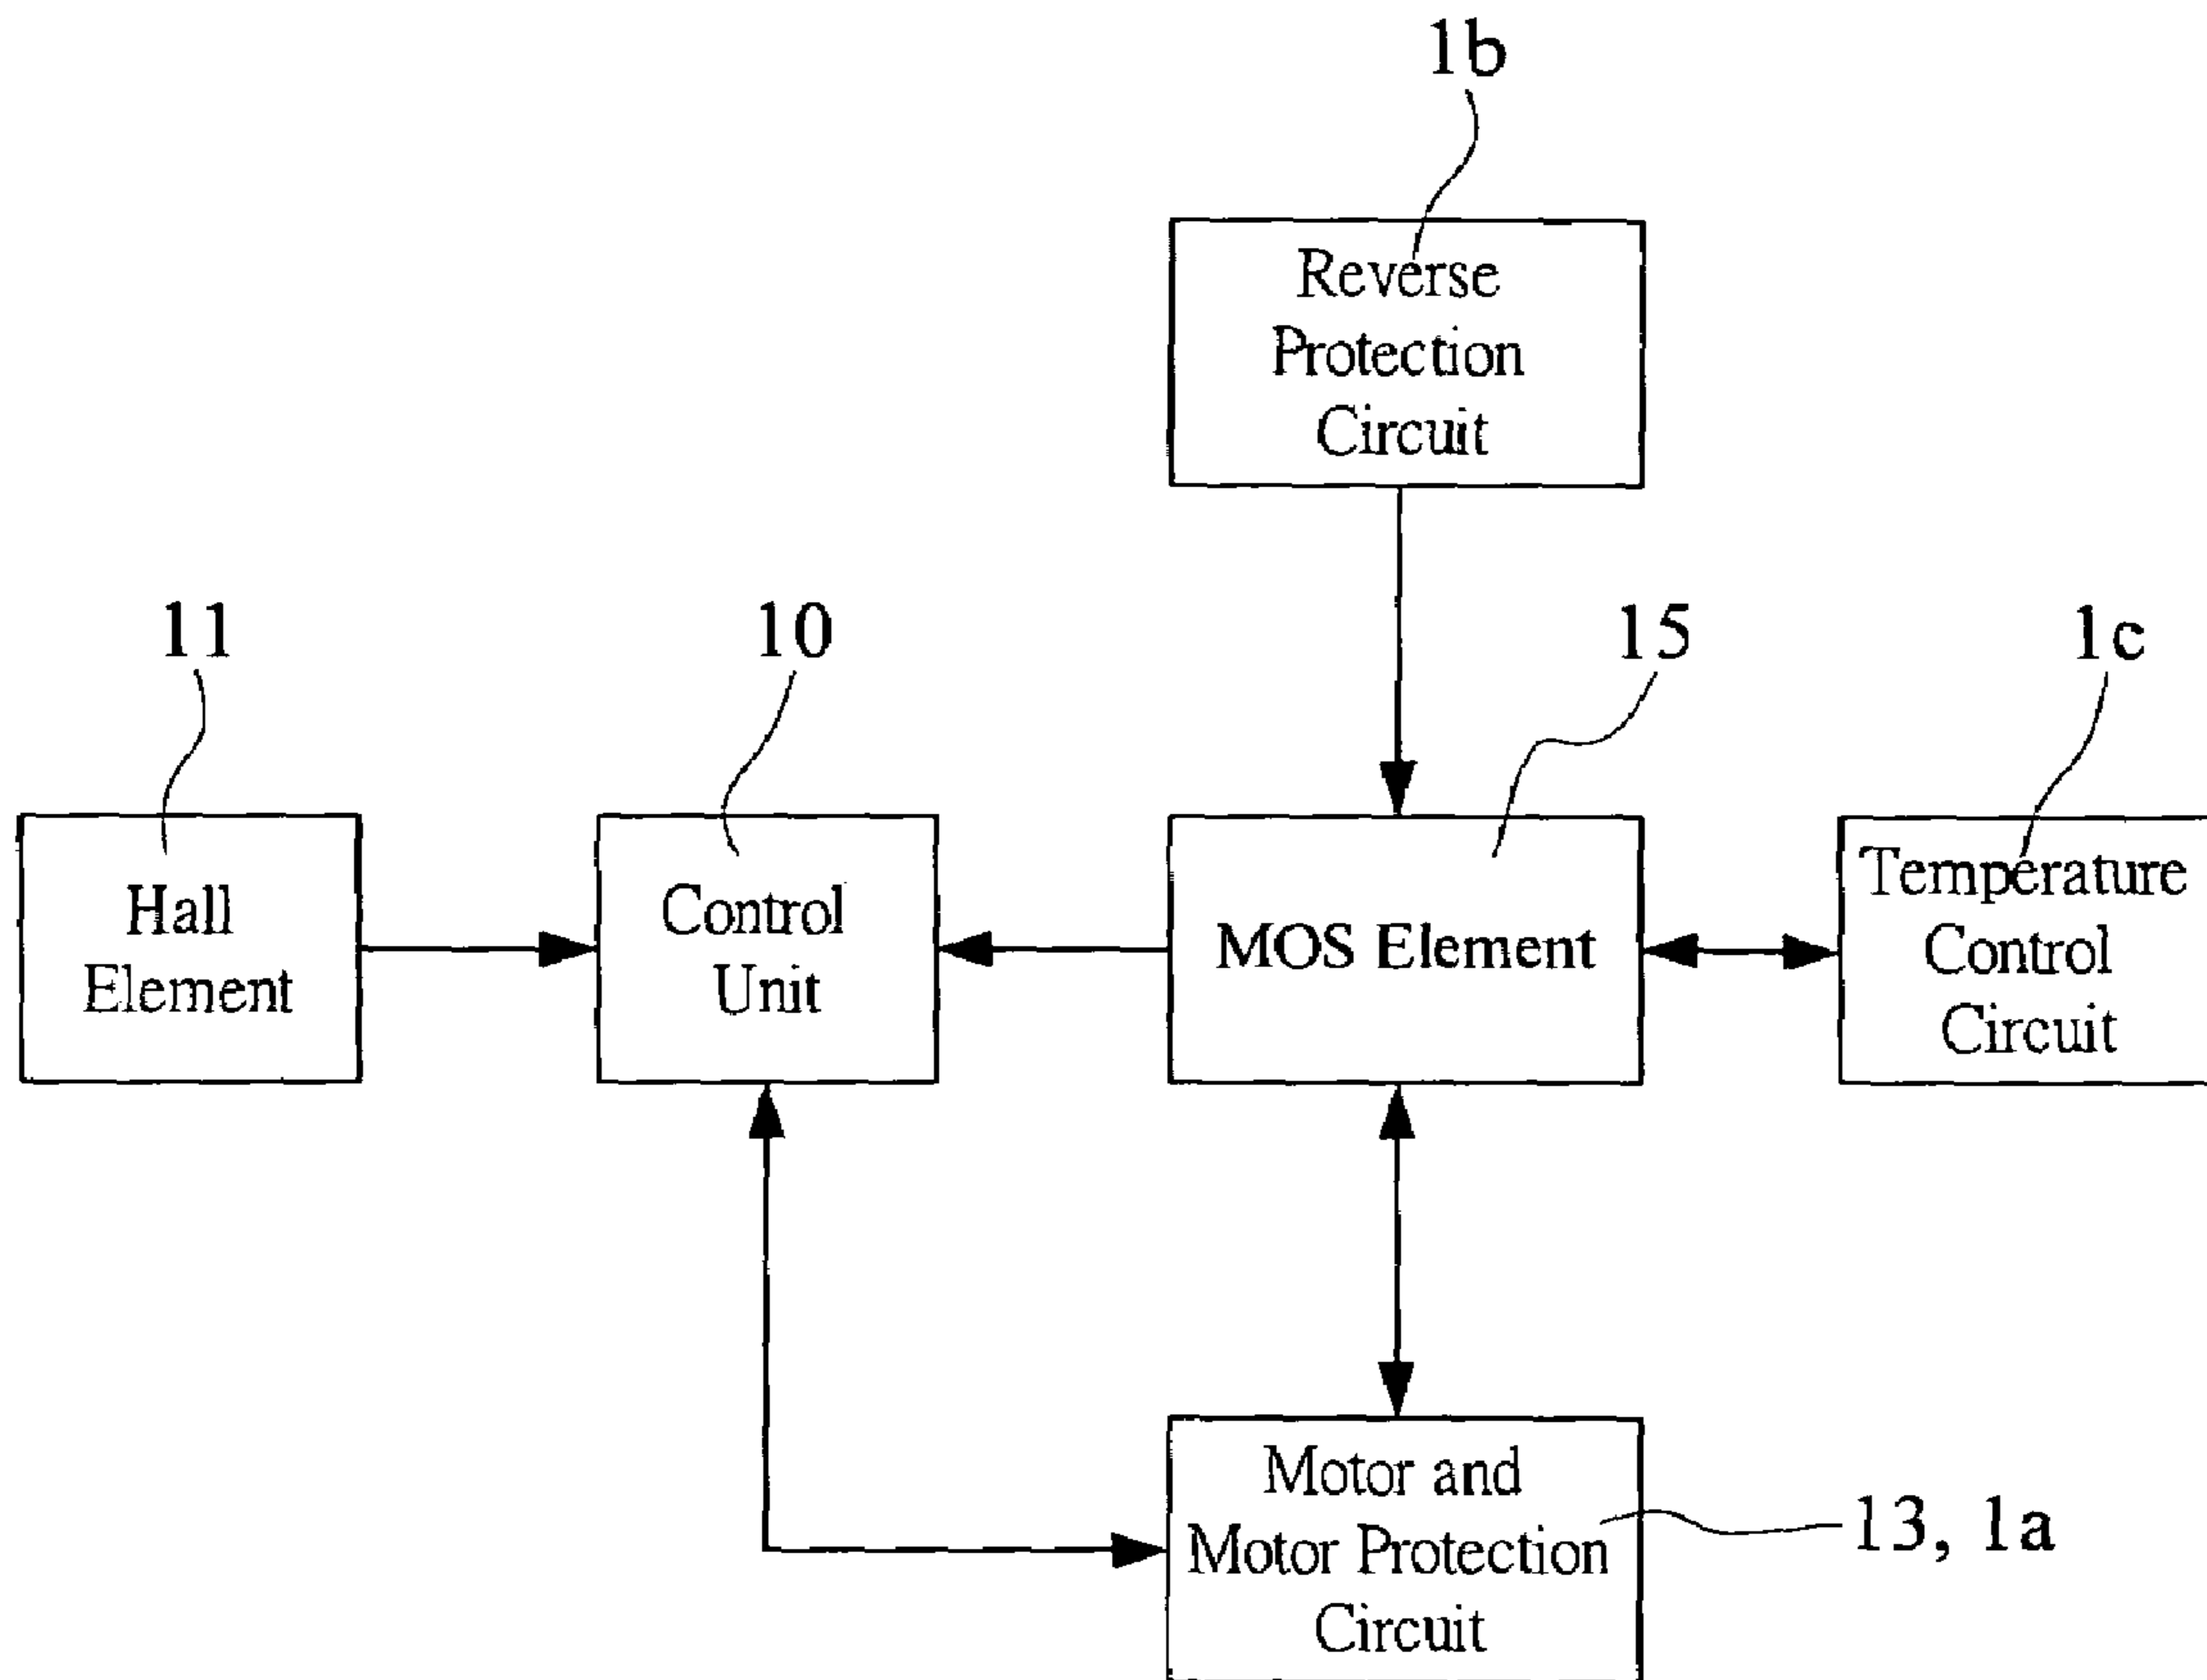 1b
Reverse
Protection
Circuit
11
10
15
1c
Hall
Element
Control
Unit
MOS Element
Temperature
Control
Circuit
Motor and
Motor Protection
Circuit
13, 1a